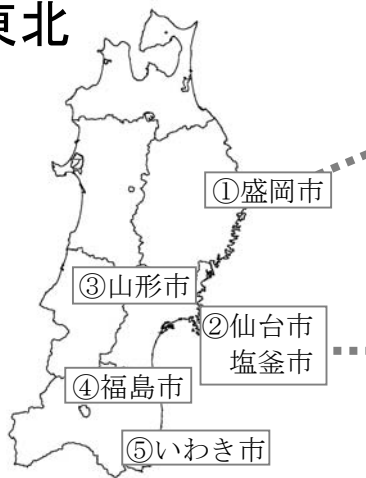 東北
①盛岡市
③山形市
②仙台市
塩釜市
④福島市
⑤いわき市